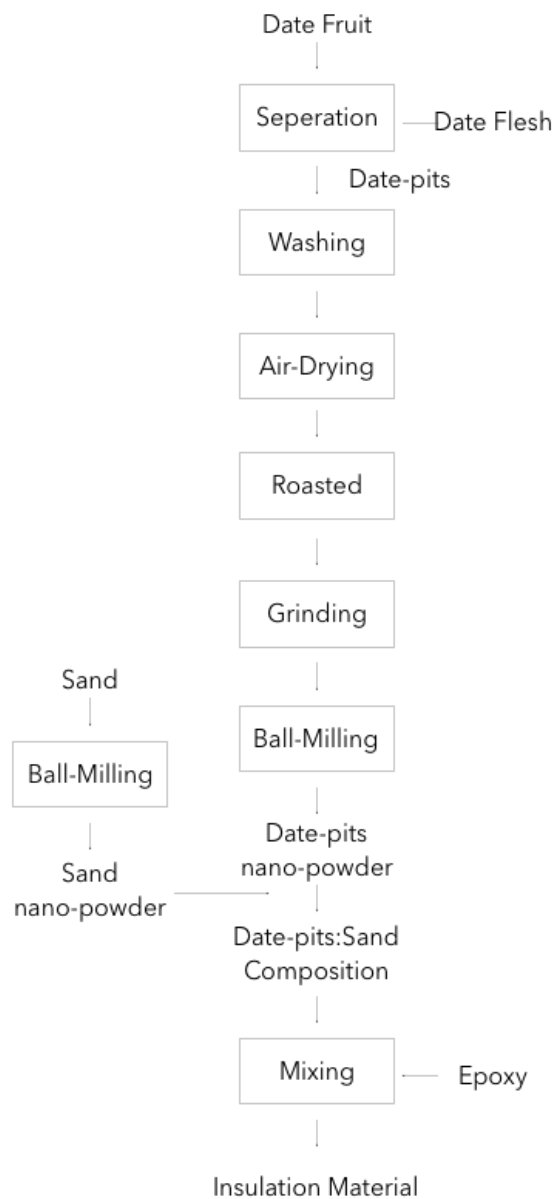 Date Fruit
Seperation
Date Flesh
Date-pits
Washing
Air-Drying
Roasted
Grinding
Sand
Ball-Milling
Ball-Milling
Date-pits
nano-powder
Sand
nano-powder
Date-pits:Sand
Composition
Mixing
Epoxy
Insulation Material